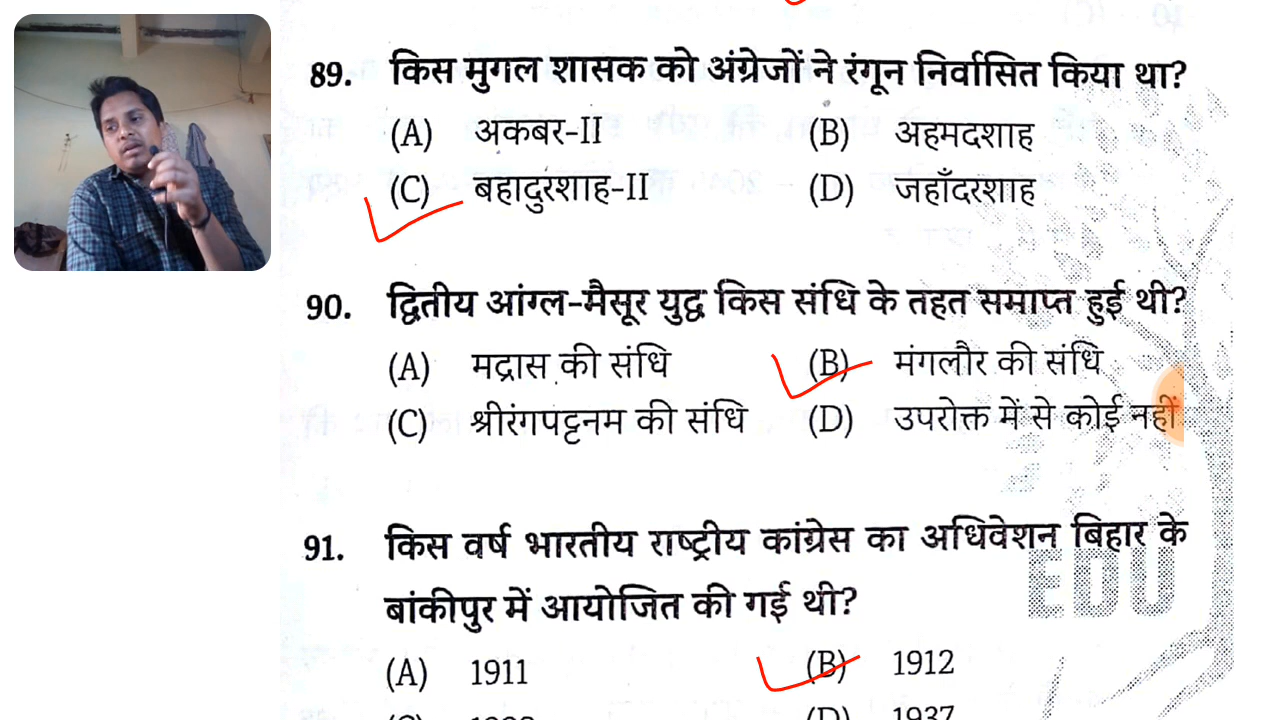 89. किस मुगल शासक को अंग्रेजों ने रंगून निर्वासित किया था?
(A) अकबर-II (B) अहमदशाह
(C) बहादुरशाह-II (D) जहाँदरशाह
90. द्वितीय आंग्ल-मैसूर युद्ध किस संधि के तहत समाप्त हुई थी?
(A) मद्रास की संधि (B) मंगलौर की संधि
(C) श्रीरंगपट्टनम की संधि (D) उपरोक्त में से कोई नहीं
91. किस वर्ष भारतीय राष्ट्रीय कांग्रेस का अधिवेशन बिहार के
बांकीपुर में आयोजित की गई थी?
EDU
(A) 1911 (B) 1912
(D) 1937